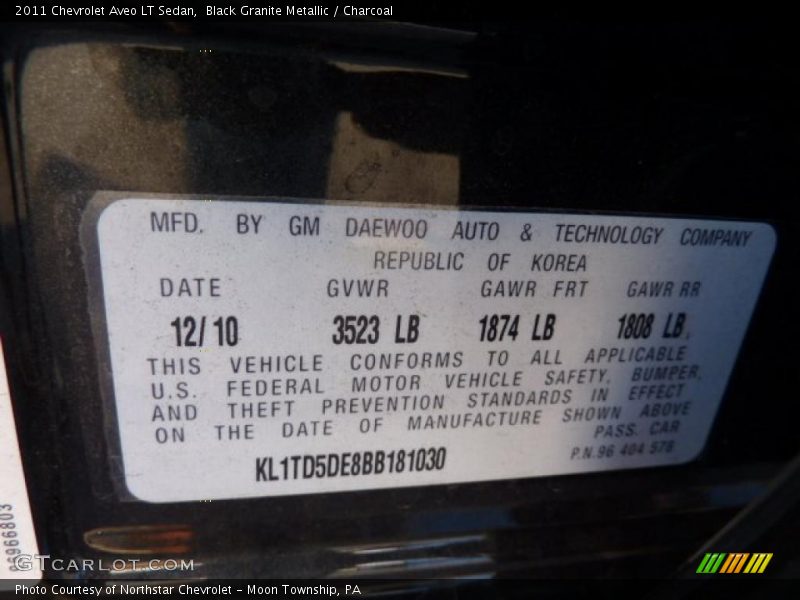 2011 Chevrolet Aveo LT Sedan, Black Granite Metallic / Charcoal
MFD. BY GM DAEWOO AUTO & TECHNOLOGY COMPANY
REPUBLIC OF KOREA
DATE GVWR GAWR FRT GAWR RR
12/10 3523 LB 1874 LB 1808 LB
THIS VEHICLE CONFORMS TO ALL APPLICABLE
U.S. FEDERAL MOTOR VEHICLE SAFETY, BUMPER,
AND THEFT PREVENTION STANDARDS IN EFFECT
ON THE DATE OF MANUFACTURE SHOWN ABOVE
PASS. CAR
KL1TD5DE8BB181030
P.N.96 404 578
GTCARLOT.COM
Photo Courtesy of Northstar Chevrolet – Moon Township, PA